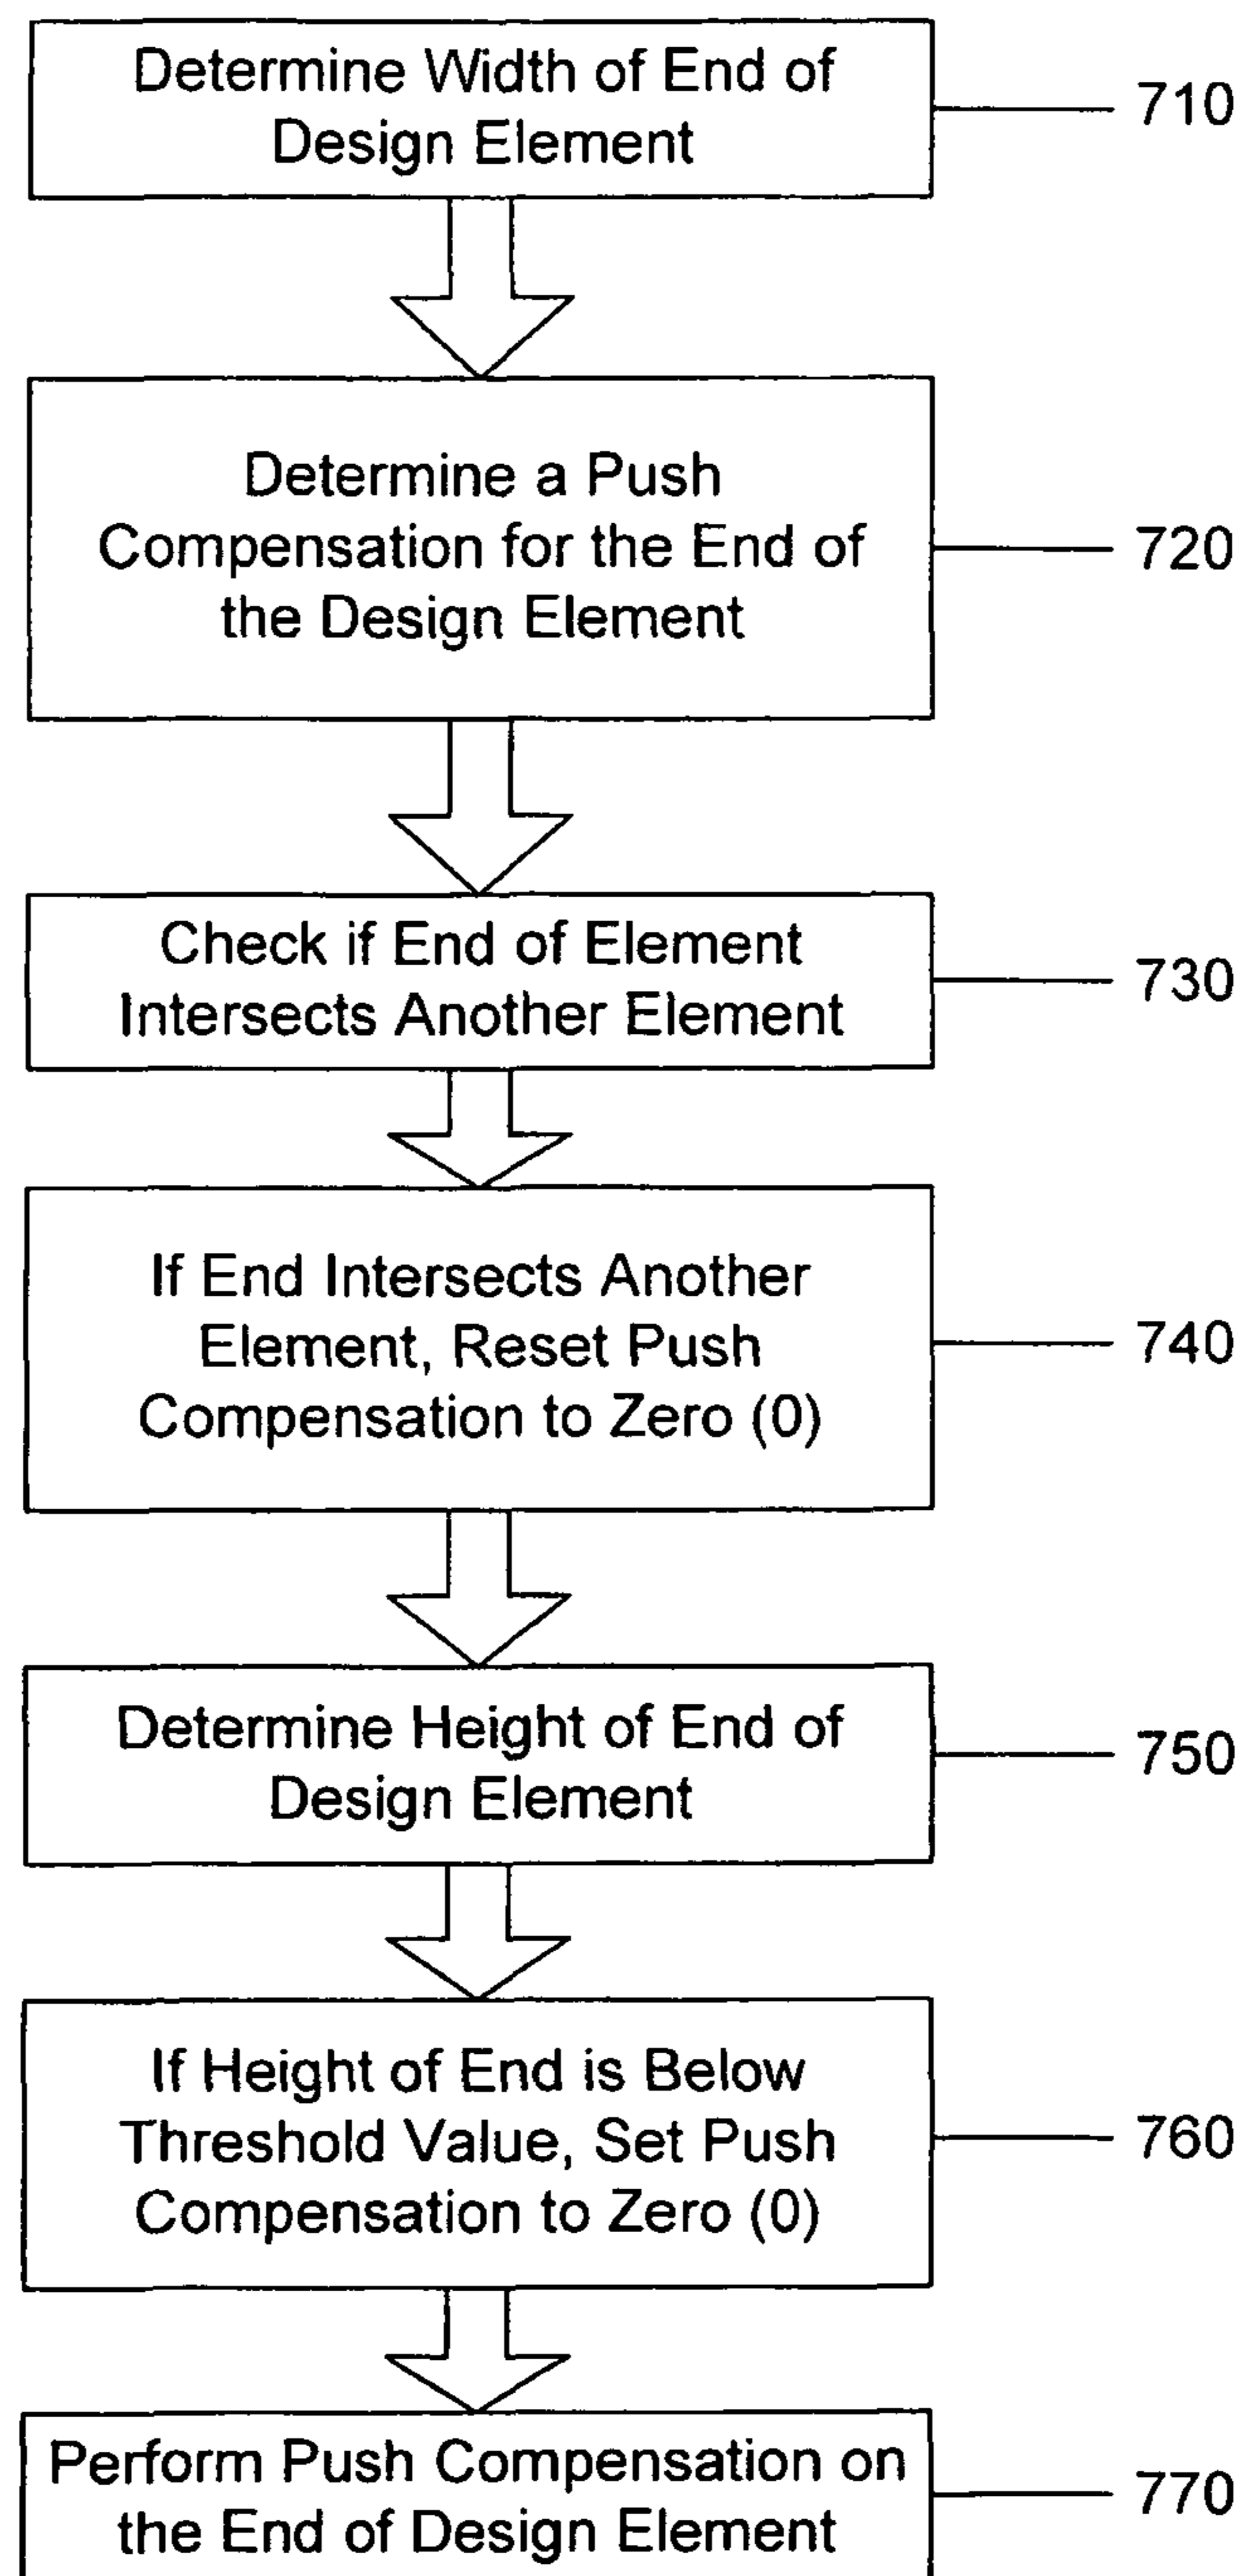 Determine Width of End of
Design Element
710
Determine a Push
Compensation for the End of
the Design Element
720
Check if End of Element
Intersects Another Element
730
If End Intersects Another
Element, Reset Push
Compensation to Zero (0)
740
Determine Height of End of
Design Element
750
If Height of End is Below
Threshold Value, Set Push
Compensation to Zero (0)
760
Perform Push Compensation on
the End of Design Element
770